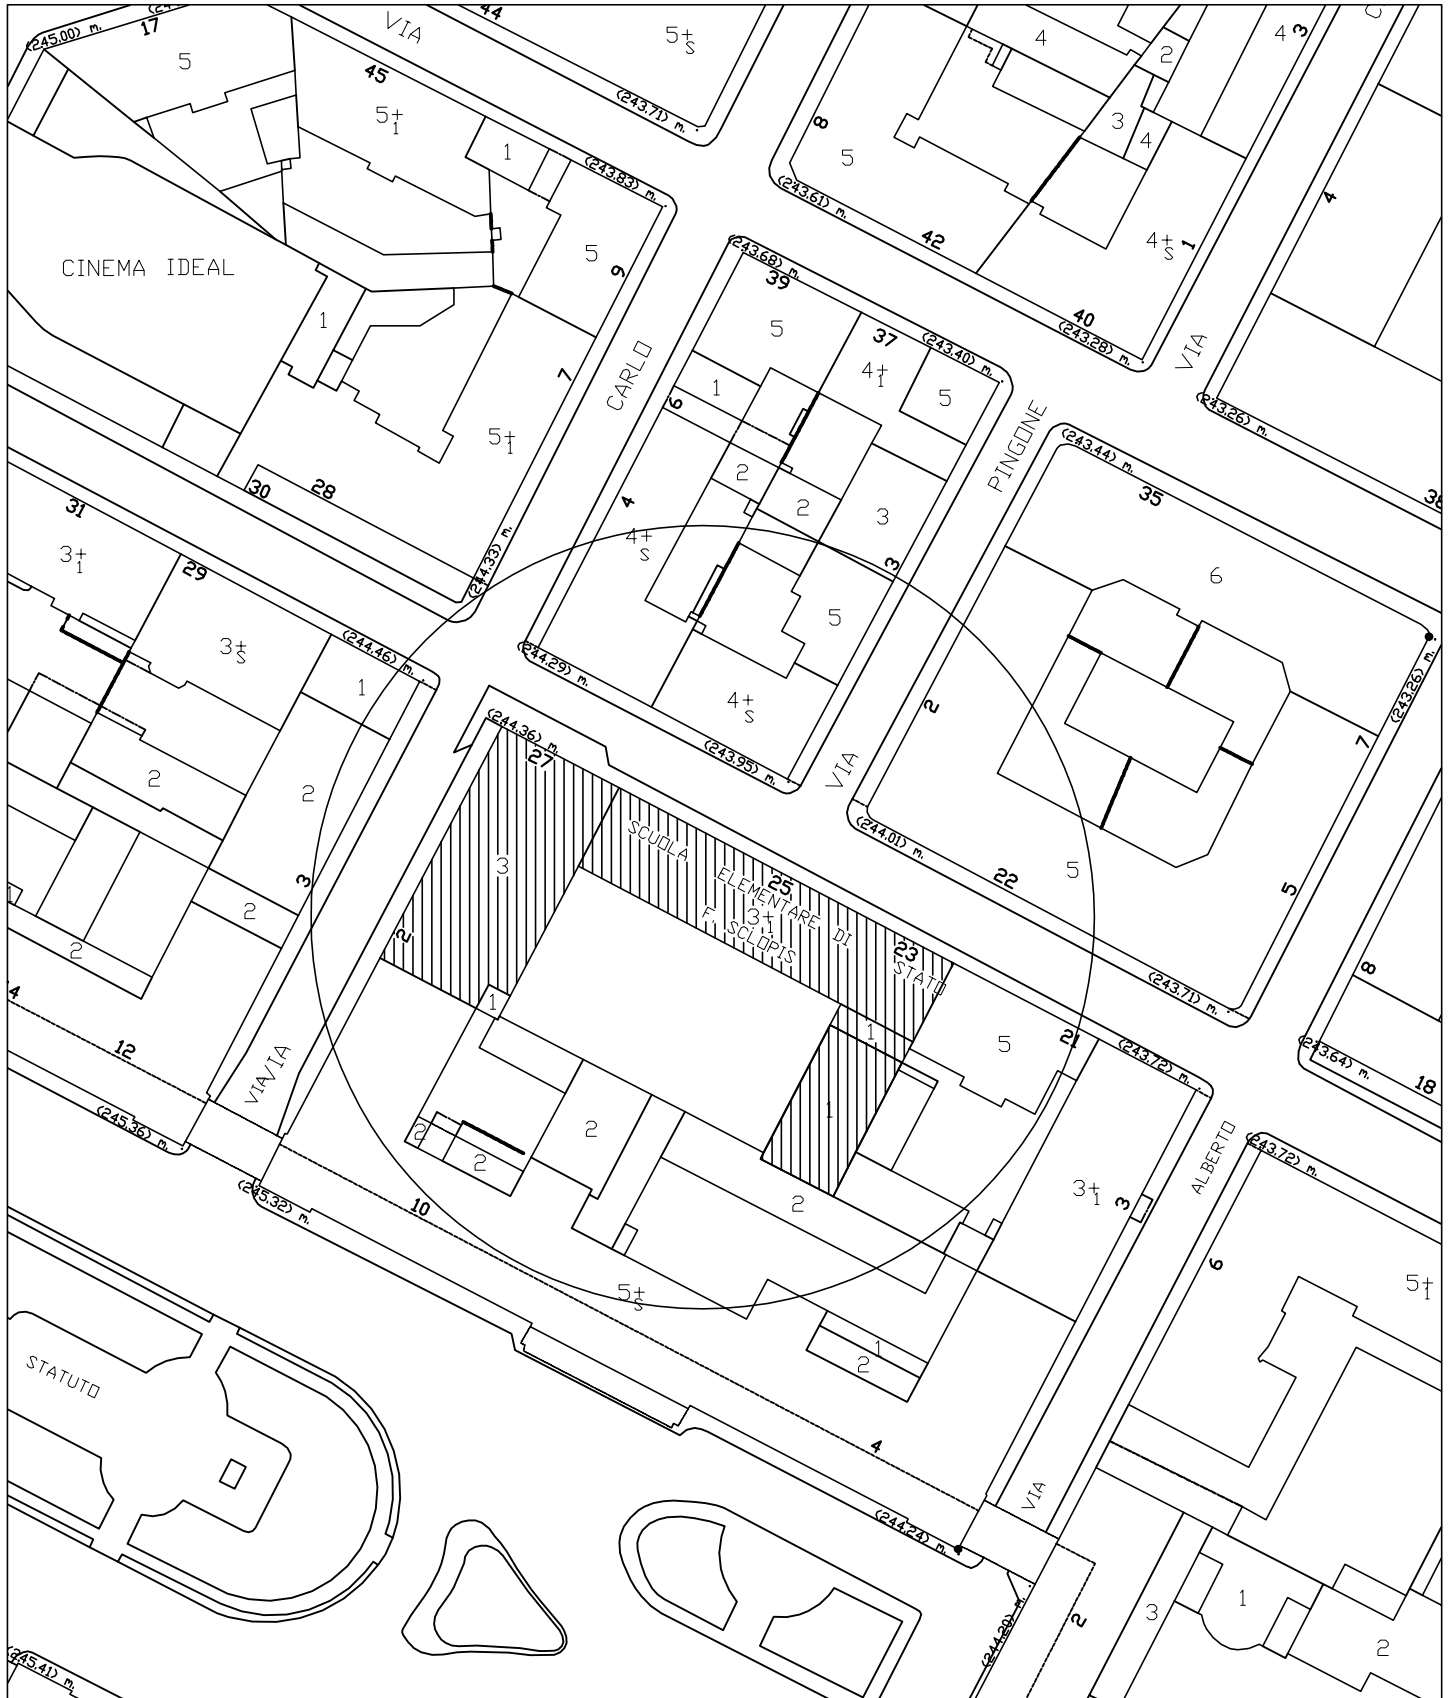 (245.00) m.
17
5
VIA
44
5+S
(243.71) m.
45
5+1
1
(243.83) m.
4
2
4
3
3
4
8
5
(243.61) m.
42
4+S
1
40
(243.28) m.
4
VIA
(243.26) m.
CINEMA IDEAL
5
9
1
7
5+1
30
28
(244.33) m.
CARLO
(243.68) m.
39
5
37
4+1
(243.40) m.
5
1
6
2
2
3
4
4+S
3
5
4+S
(244.29) m.
(243.95) m.
PINGONE
VIA
(243.44) m.
35
6
2
(243.26) m.
7
5
(244.01) m.
22
5
(243.71) m.
31
3+1
29
3+S
(244.46) m.
1
2
2
3
2
1
2
12
(245.36) m.
VIA
VIA
(244.36) m.
27
3
2
SCUOLA
ELEMENTARE DI
STATO
F. SCLOPIS
25
3+1
23
1
1
1
5
21
(243.72) m.
2
2
2
2
3+1
3
(245.32) m.
10
5+S
1
2
4
(244.24) m.
8
(243.64) m.
18
ALBERTO
VIA
(243.72) m.
6
5+1
STATUTO
(245.41) m.
(244.20) m.
2
3
1
2